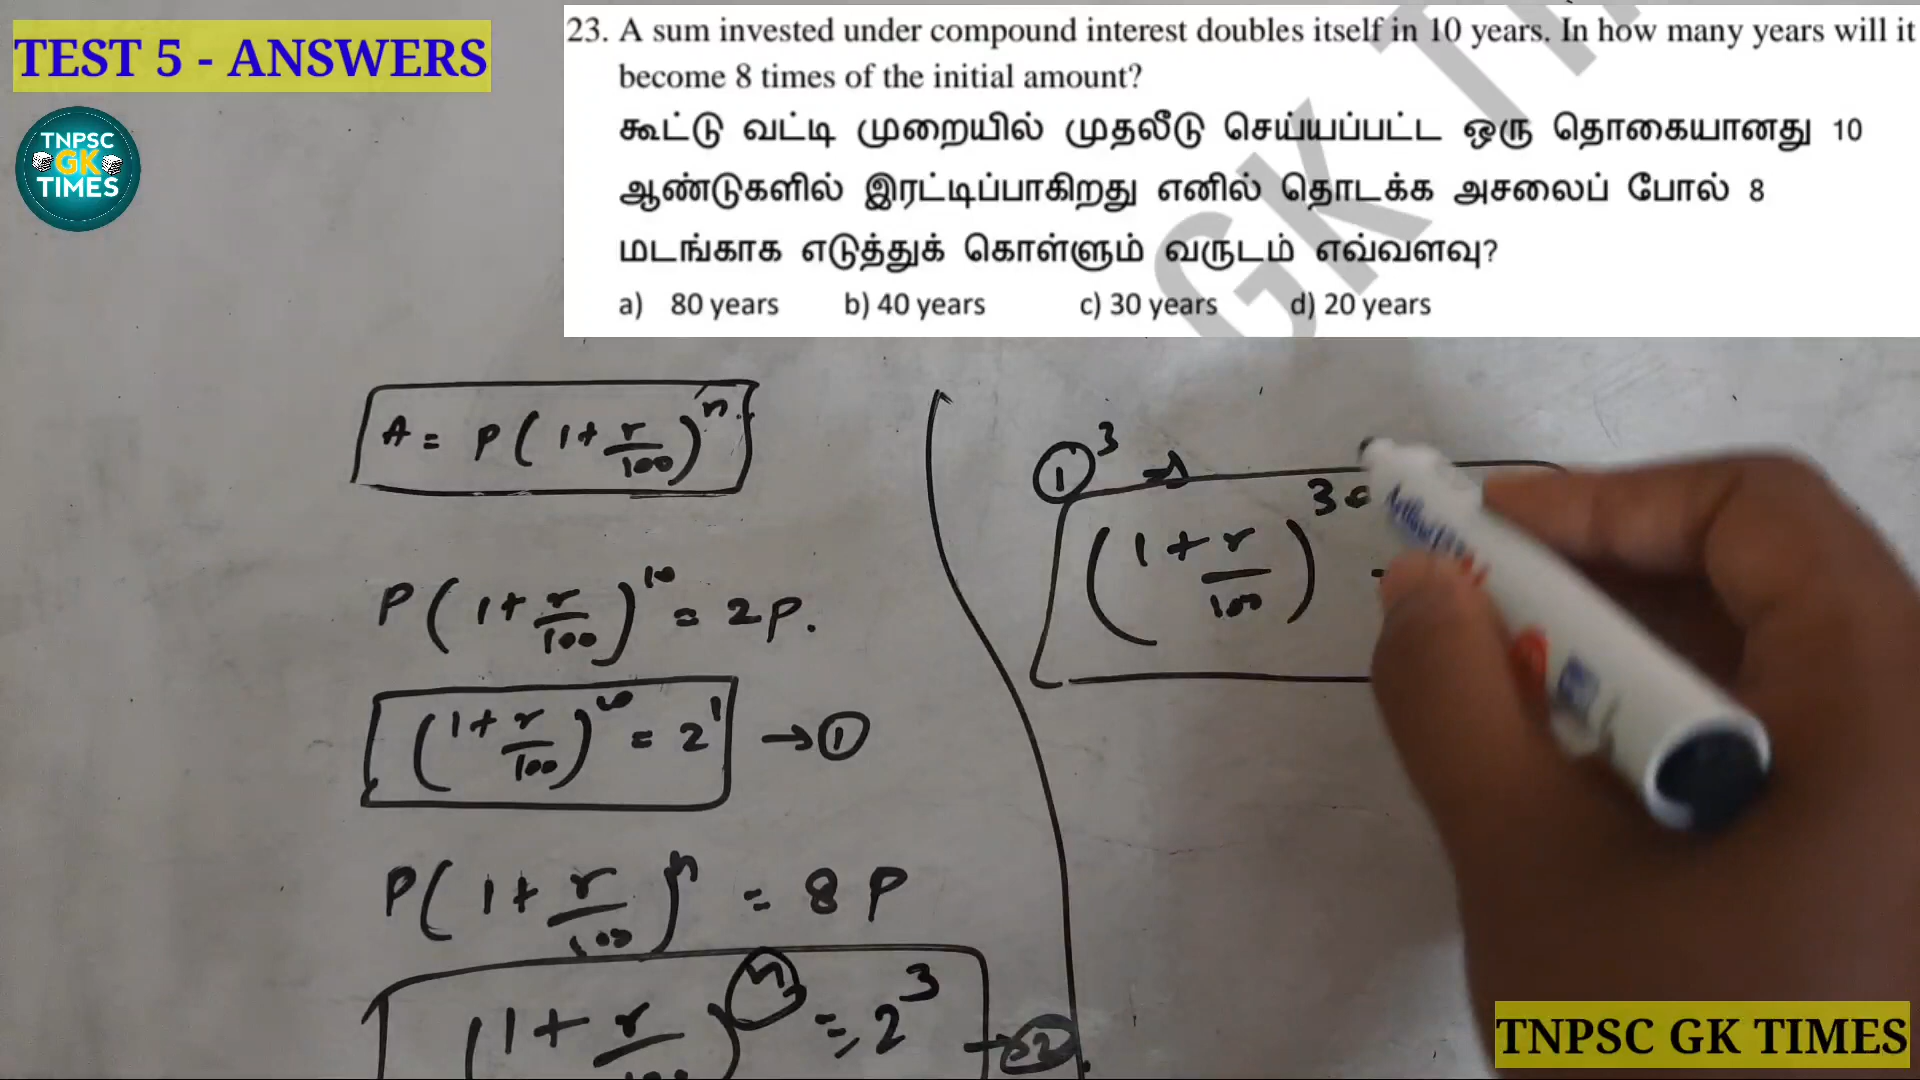 TEST 5 - ANSWERS
TNPSC
GK
TIMES
23. A sum invested under compound interest doubles itself in 10 years. In how many years will it
become 8 times of the initial amount?
கூட்டு வட்டி முறையில் முதலீடு செய்யப்பட்ட ஒரு தொகையானது 10
ஆண்டுகளில் இரட்டிப்பாகிறது எனில் தொடக்க அசலைப் போல் 8
மடங்காக எடுத்துக் கொள்ளும் வருடம் எவ்வளவு?
a) 80 years b) 40 years c) 30 years d) 20 years
A = P(1+r/100)^n
P(1+r/100)^10 = 2P.
(1+r/100)^10 = 2^1 → ①
P(1+r/100)^n = 8P
(1+r/100)^n = 2^3 → ②
①^3 →
(1+r/100)^30
TNPSC GK TIMES